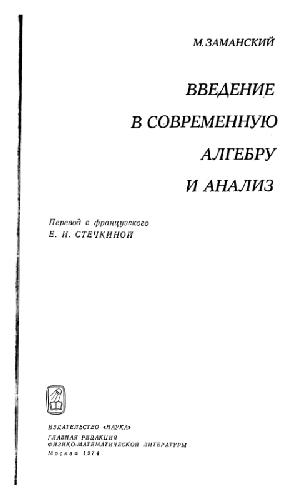 М. ЗАМАНСКИЙ
ВВЕДЕНИЕ
В СОВРЕМЕННУЮ
АЛГЕБРУ
И АНАЛИЗ
Перевод с французского
Е. И. СТЕЧКИНОЙ
ИЗДАТЕЛЬСТВО «НАУКА»
ГЛАВНАЯ РЕДАКЦИЯ
ФИЗИКО-МАТЕМАТИЧЕСКОЙ ЛИТЕРАТУРЫ
Москва 1974